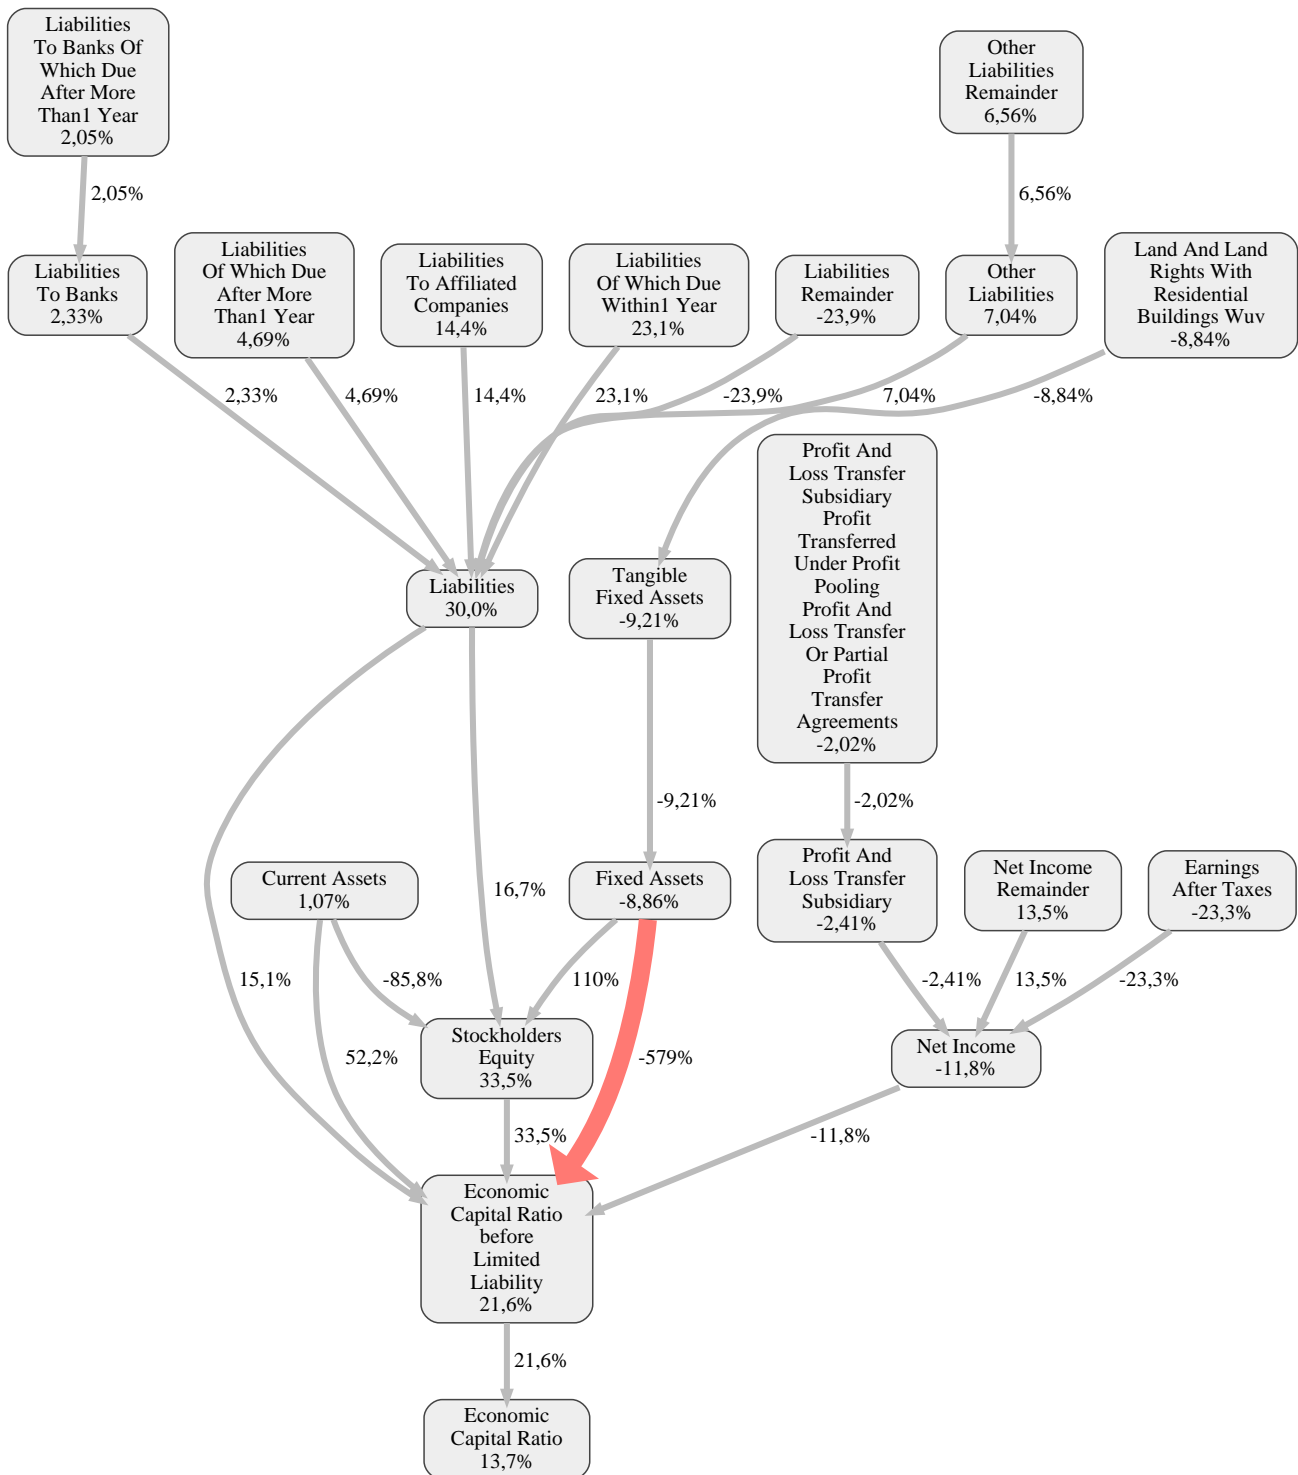 Liabilities
To Banks Of
Which Due
After More
Than1 Year
2,05%
Other
Liabilities
Remainder
6,56%
2,05%
6,56%
Liabilities
To Banks
2,33%
Liabilities
Of Which Due
After More
Than1 Year
4,69%
Liabilities
To Affiliated
Companies
14,4%
Liabilities
Of Which Due
Within1 Year
23,1%
Liabilities
Remainder
-23,9%
Other
Liabilities
7,04%
Land And Land
Rights With
Residential
Buildings Wuv
-8,84%
2,33%
4,69%
14,4%
23,1%
-23,9%
7,04%
-8,84%
Profit And
Loss Transfer
Subsidiary
Profit
Transferred
Under Profit
Pooling
Profit And
Loss Transfer
Or Partial
Profit
Transfer
Agreements
-2,02%
Liabilities
30,0%
Tangible
Fixed Assets
-9,21%
-9,21%
-2,02%
Current Assets
1,07%
16,7%
Fixed Assets
-8,86%
Profit And
Loss Transfer
Subsidiary
-2,41%
Net Income
Remainder
13,5%
Earnings
After Taxes
-23,3%
15,1%
-85,8%
110%
-2,41%
13,5%
-23,3%
52,2%
Stockholders
Equity
33,5%
-579%
Net Income
-11,8%
33,5%
-11,8%
Economic
Capital Ratio
before
Limited
Liability
21,6%
21,6%
Economic
Capital Ratio
13,7%